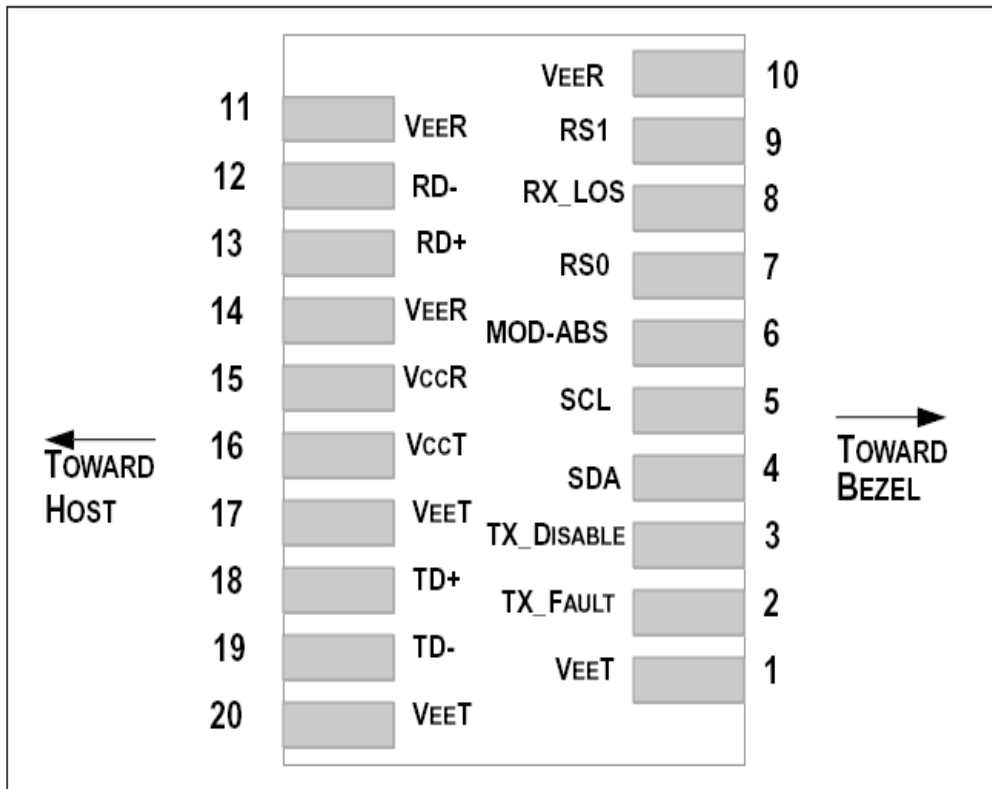 11 VEER
12 RD-
13 RD+
14 VEER
15 VCCR
16 VCCT
17 VEET
18 TD+
19 TD-
20 VEET
VEER 10
RS1 9
RX_LOS 8
RS0 7
MOD-ABS 6
SCL 5
SDA 4
TX_DISABLE 3
TX_FAULT 2
VEET 1
TOWARD
HOST
TOWARD
BEZEL